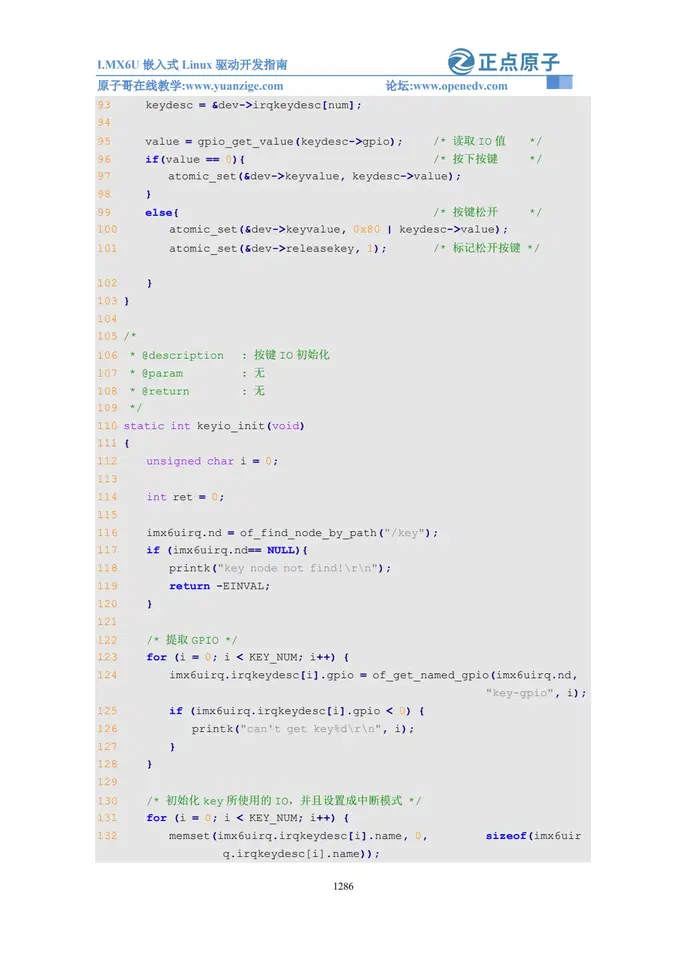 I.MX6U 嵌入式 Linux 驱动开发指南
正点原子
原子哥在线教学:www.yuanzige.com 论坛:www.openedv.com
93 keydesc = &dev->irqkeydesc[num];
94
95 value = gpio_get_value(keydesc->gpio); /* 读取 IO 值 */
96 if(value == 0){ /* 按下按键 */
97 atomic_set(&dev->keyvalue, keydesc->value);
98 }
99 else{ /* 按键松开 */
100 atomic_set(&dev->keyvalue, 0x80 | keydesc->value);
101 atomic_set(&dev->releasekey, 1); /* 标记松开按键 */
102 }
103 }
104
105 /*
106 * @description : 按键 IO 初始化
107 * @param : 无
108 * @return : 无
109 */
110 static int keyio_init(void)
111 {
112 unsigned char i = 0;
113
114 int ret = 0;
115
116 imx6uirq.nd = of_find_node_by_path("/key");
117 if (imx6uirq.nd== NULL){
118 printk("key node not find!\r\n");
119 return -EINVAL;
120 }
121
122 /* 提取 GPIO */
123 for (i = 0; i < KEY_NUM; i++) {
124 imx6uirq.irqkeydesc[i].gpio = of_get_named_gpio(imx6uirq.nd,
"key-gpio", i);
125 if (imx6uirq.irqkeydesc[i].gpio < 0) {
126 printk("can't get key%d\r\n", i);
127 }
128 }
129
130 /* 初始化 key 所使用的 IO，并且设置成中断模式 */
131 for (i = 0; i < KEY_NUM; i++) {
132 memset(imx6uirq.irqkeydesc[i].name, 0, sizeof(imx6uir
q.irqkeydesc[i].name));
1286